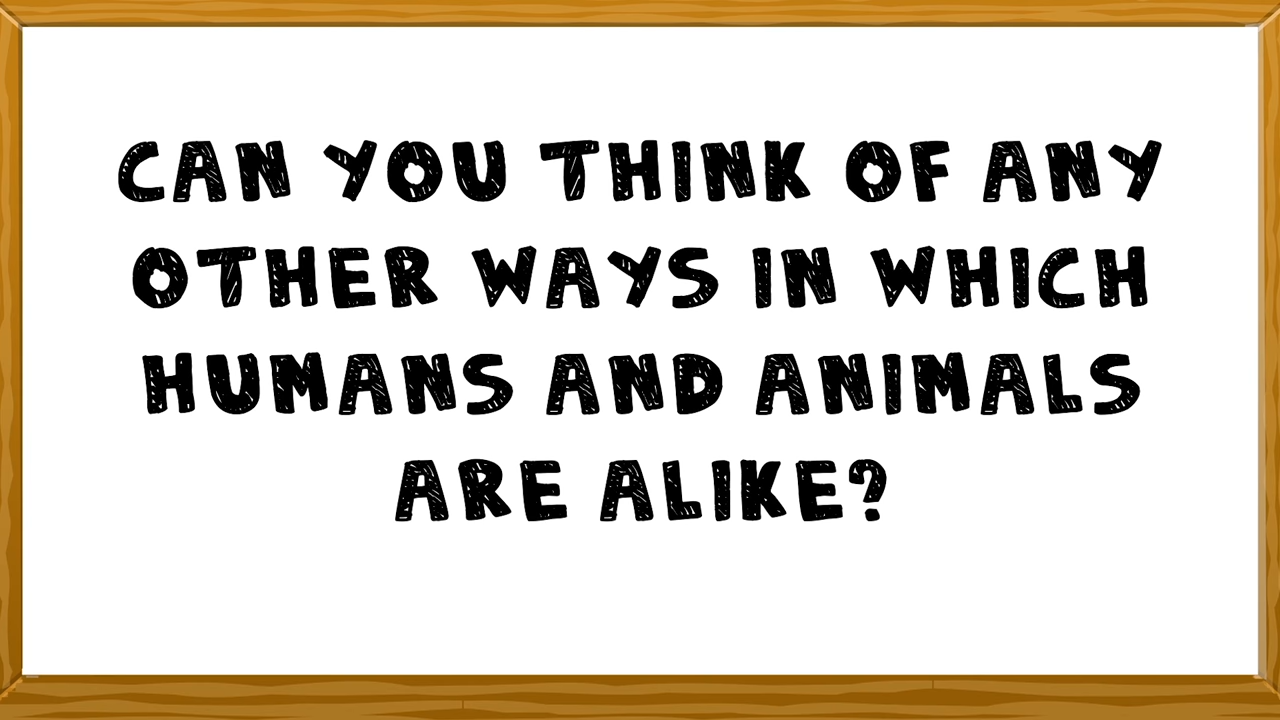 CAN YOU THINK OF ANY
OTHER WAYS IN WHICH
HUMANS AND ANIMALS
ARE ALIKE?